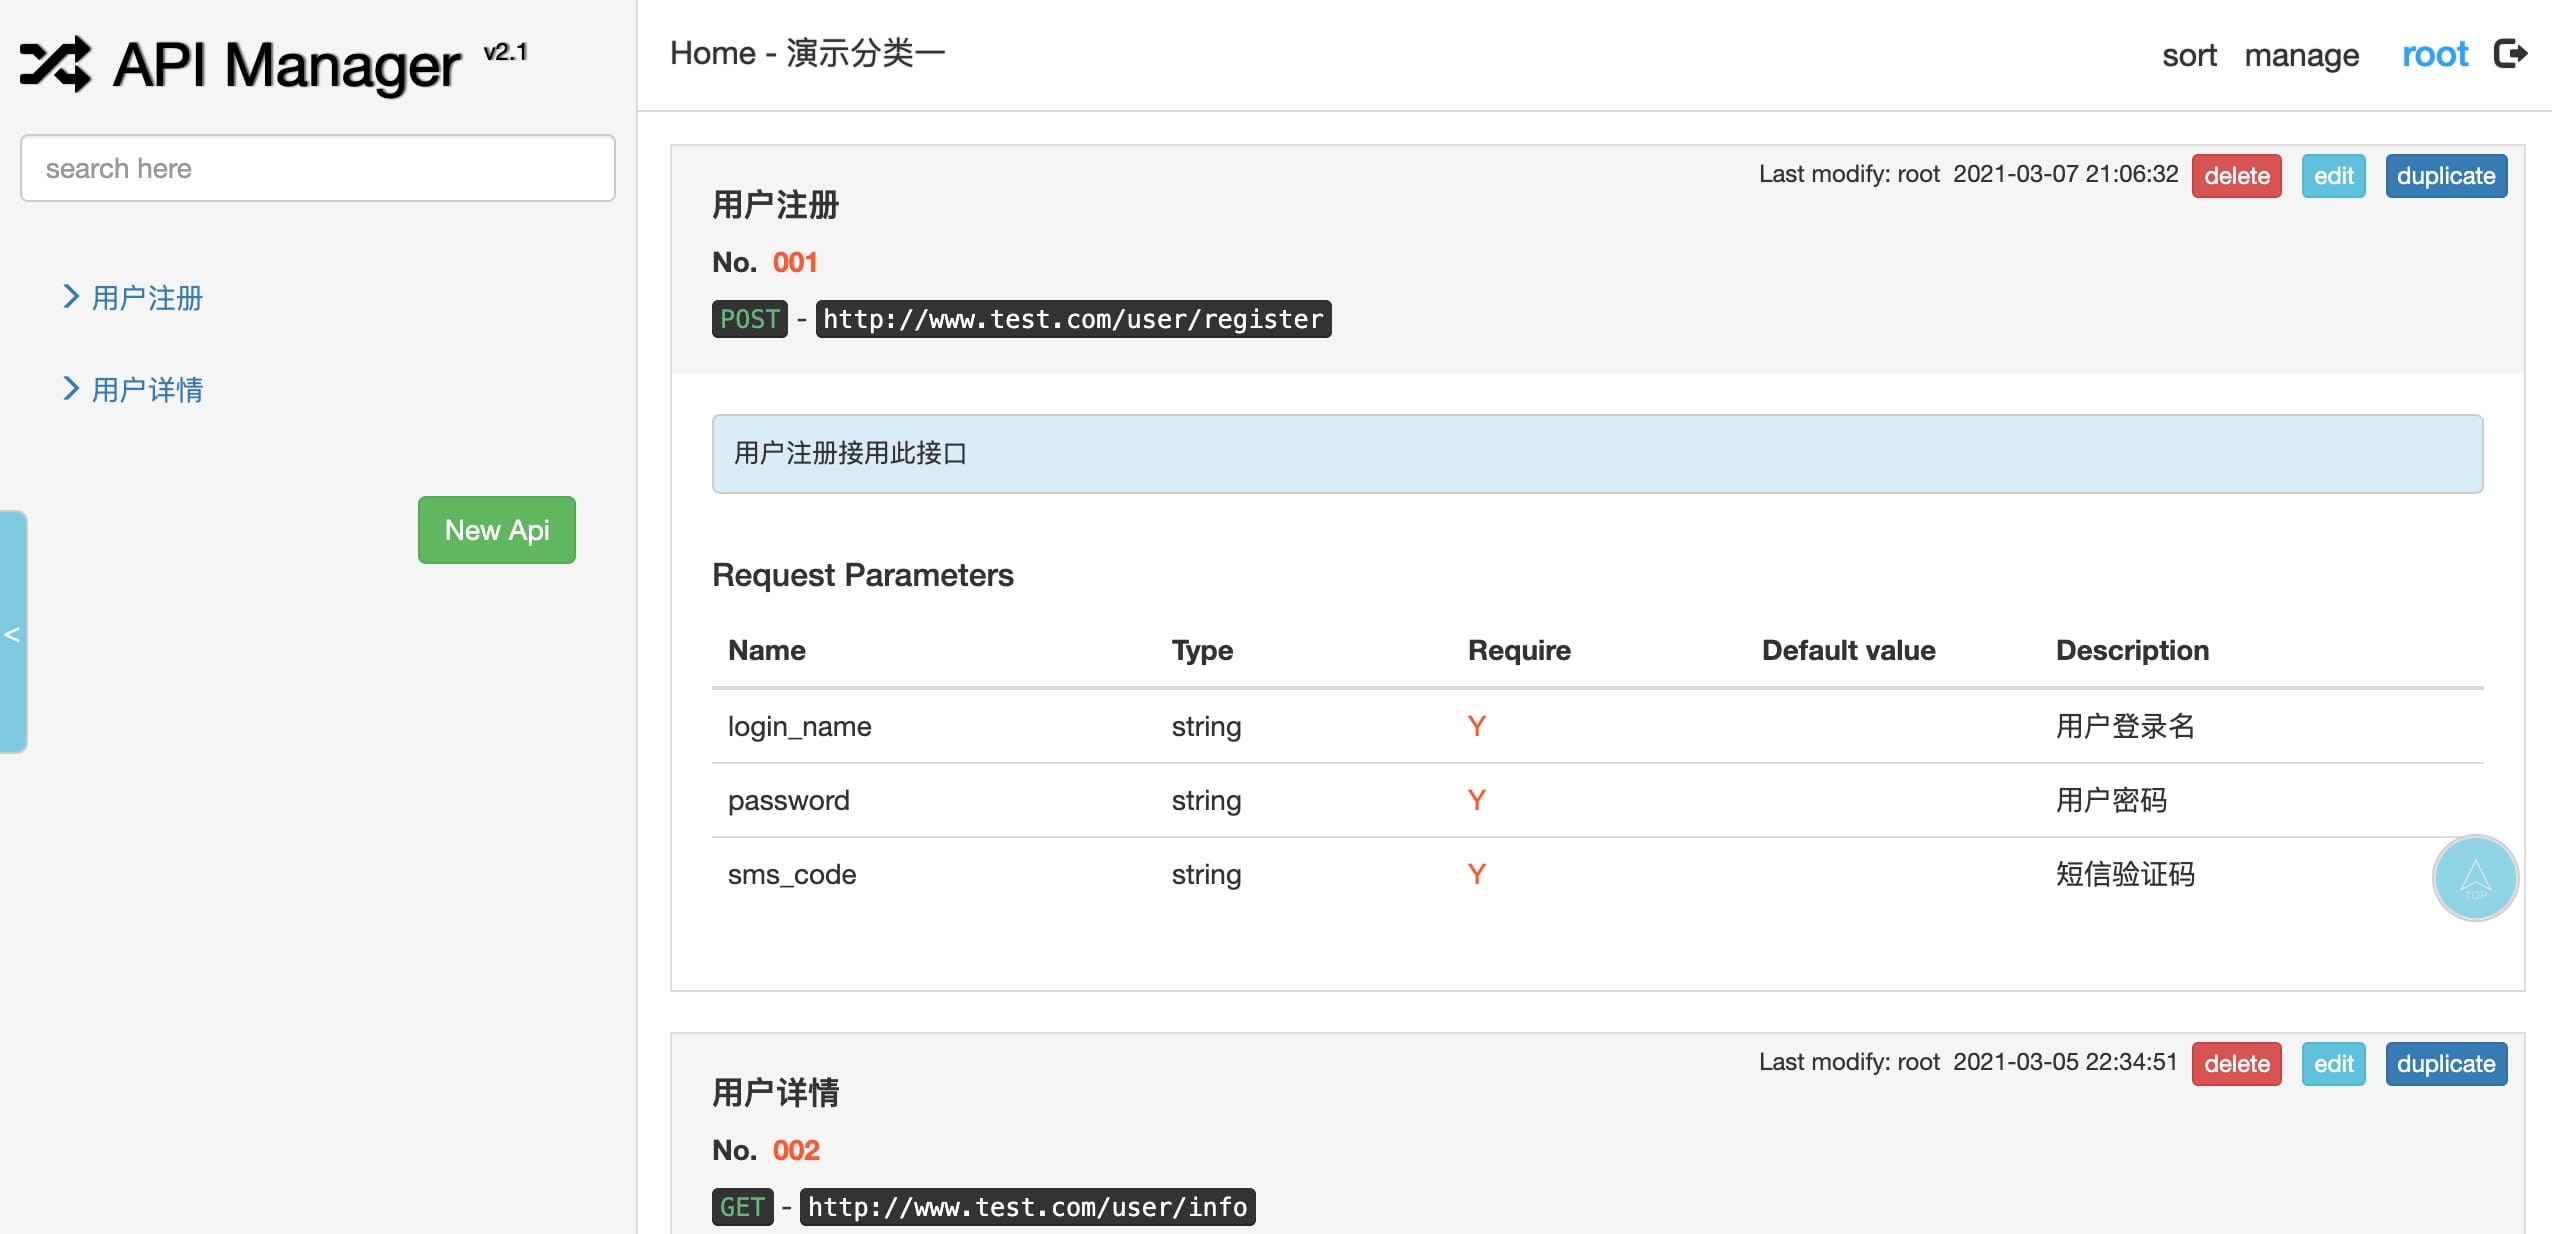 API Manager v2.1
search here
用户注册
用户详情
New Api
<
Home - 演示分类一
sort manage root
用户注册
Last modify: root 2021-03-07 21:06:32 delete edit duplicate
No. 001
POST - http://www.test.com/user/register
用户注册接用此接口
Request Parameters
Name Type Require Default value Description
login_name string Y 用户登录名
password string Y 用户密码
sms_code string Y 短信验证码
TOP
用户详情
Last modify: root 2021-03-05 22:34:51 delete edit duplicate
No. 002
GET - http://www.test.com/user/info